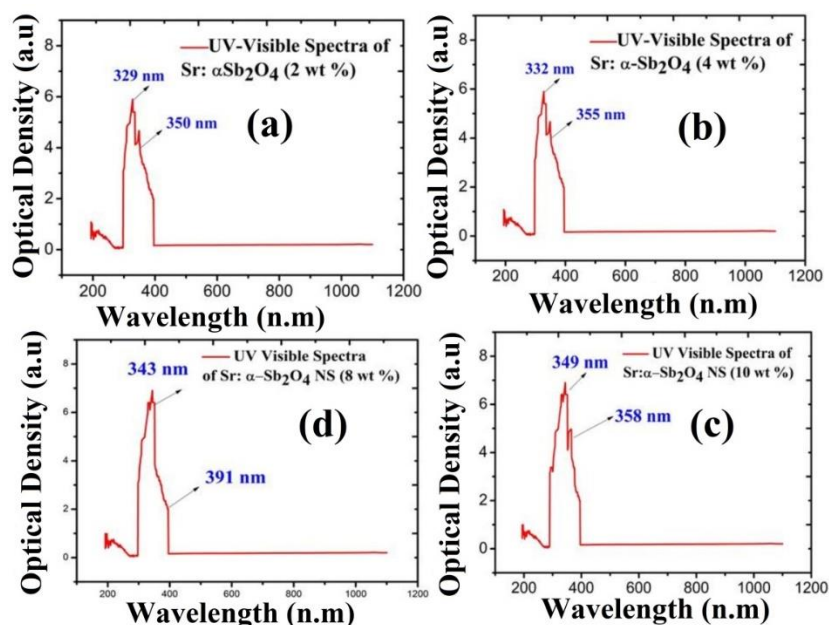 UV-Visible Spectra of
Sr: αSb₂O₄ (2 wt %)
329 nm
350 nm
(a)
Optical Density (a.u)
8
6
4
2
0
200 400 600 800 1000 1200
Wavelength (n.m)
UV-Visible Spectra of
Sr: α-Sb₂O₄ (4 wt %)
332 nm
355 nm
(b)
Optical Density (a.u)
8
6
4
2
0
200 400 600 800 1000 1200
Wavelength (n.m)
UV Visible Spectra
of Sr: α–Sb₂O₄ NS (8 wt %)
343 nm
391 nm
(d)
Optical Density (a.u)
8
6
4
2
0
200 400 600 800 1000 1200
Wavelength (n.m)
UV Visible Spectra of
Sr:α–Sb₂O₄ NS (10 wt %)
349 nm
358 nm
(c)
Optical Density (a.u)
8
6
4
2
0
200 400 600 800 1000 1200
Wavelength (n.m)